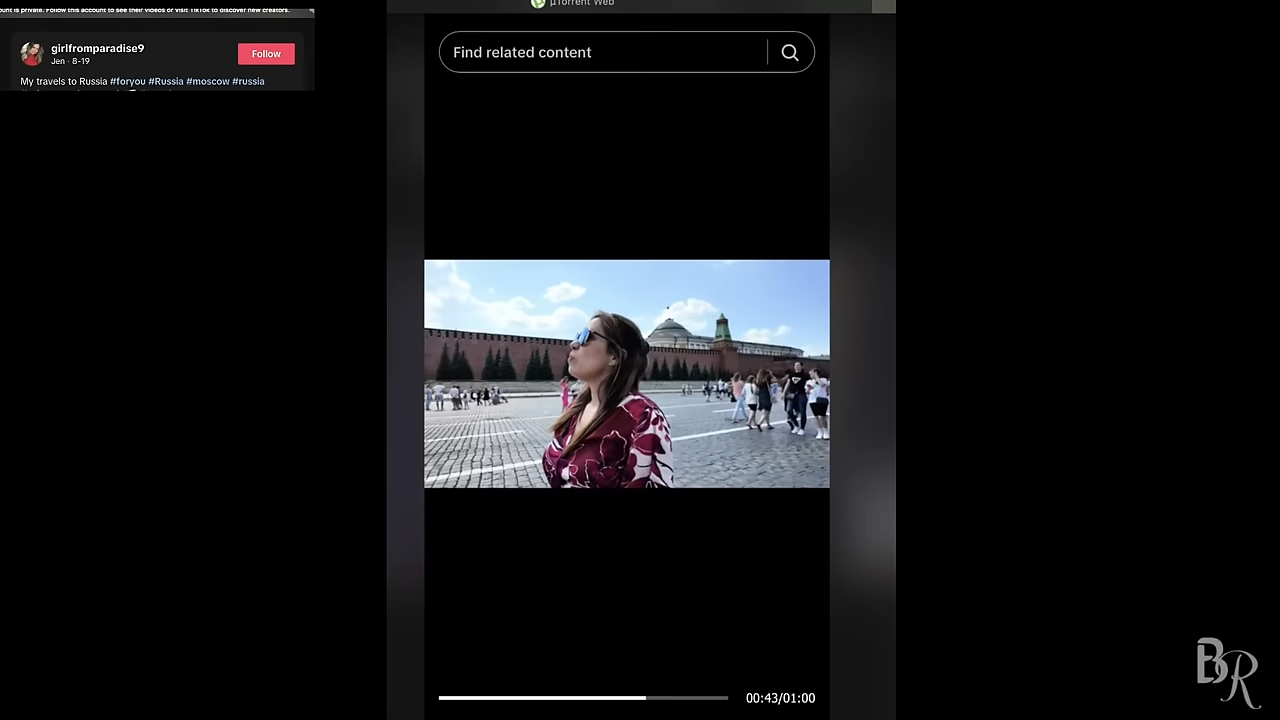 ount is private. Follow this account to see their videos or visit TikTok to discover new creators.
girlfromparadise9
Jen · 8-19
Follow
My travels to Russia #foryou #Russia #moscow #russia
µTorrent Web
Find related content
00:43/01:00
BR